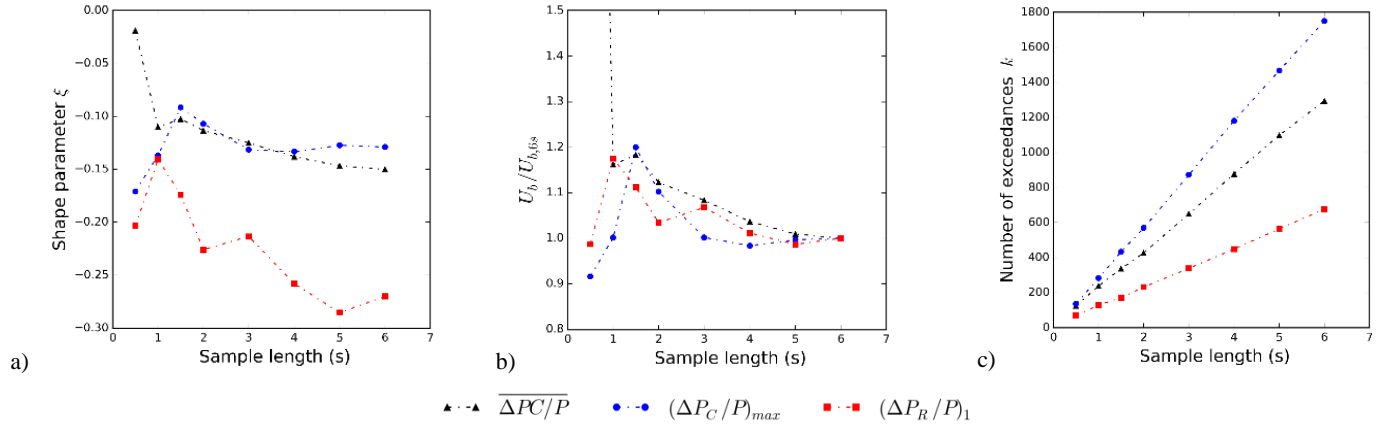 0.00
−0.05
−0.10
−0.15
−0.20
−0.25
−0.30
Shape parameter ξ
0 1 2 3 4 5 6 7
Sample length (s)
a)
1.5
1.4
1.3
1.2
1.1
1.0
0.9
0.8
U_b/U_{b,6s}
0 1 2 3 4 5 6 7
Sample length (s)
b)
1800
1600
1400
1200
1000
800
600
400
200
0
Number of exceedances k
0 1 2 3 4 5 6 7
Sample length (s)
c)
\overline{ΔPC/P} (ΔP_C/P)_{max} (ΔP_R/P)_1